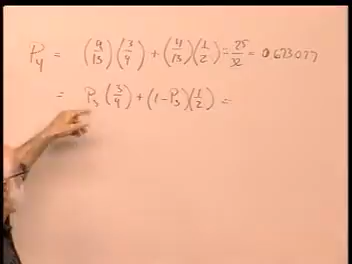 P₄ = (9/13)(3/4) + (4/13)(1/2) = 35/52 = 0.673077
= P₃(3/4) + (1-P₃)(1/2) =